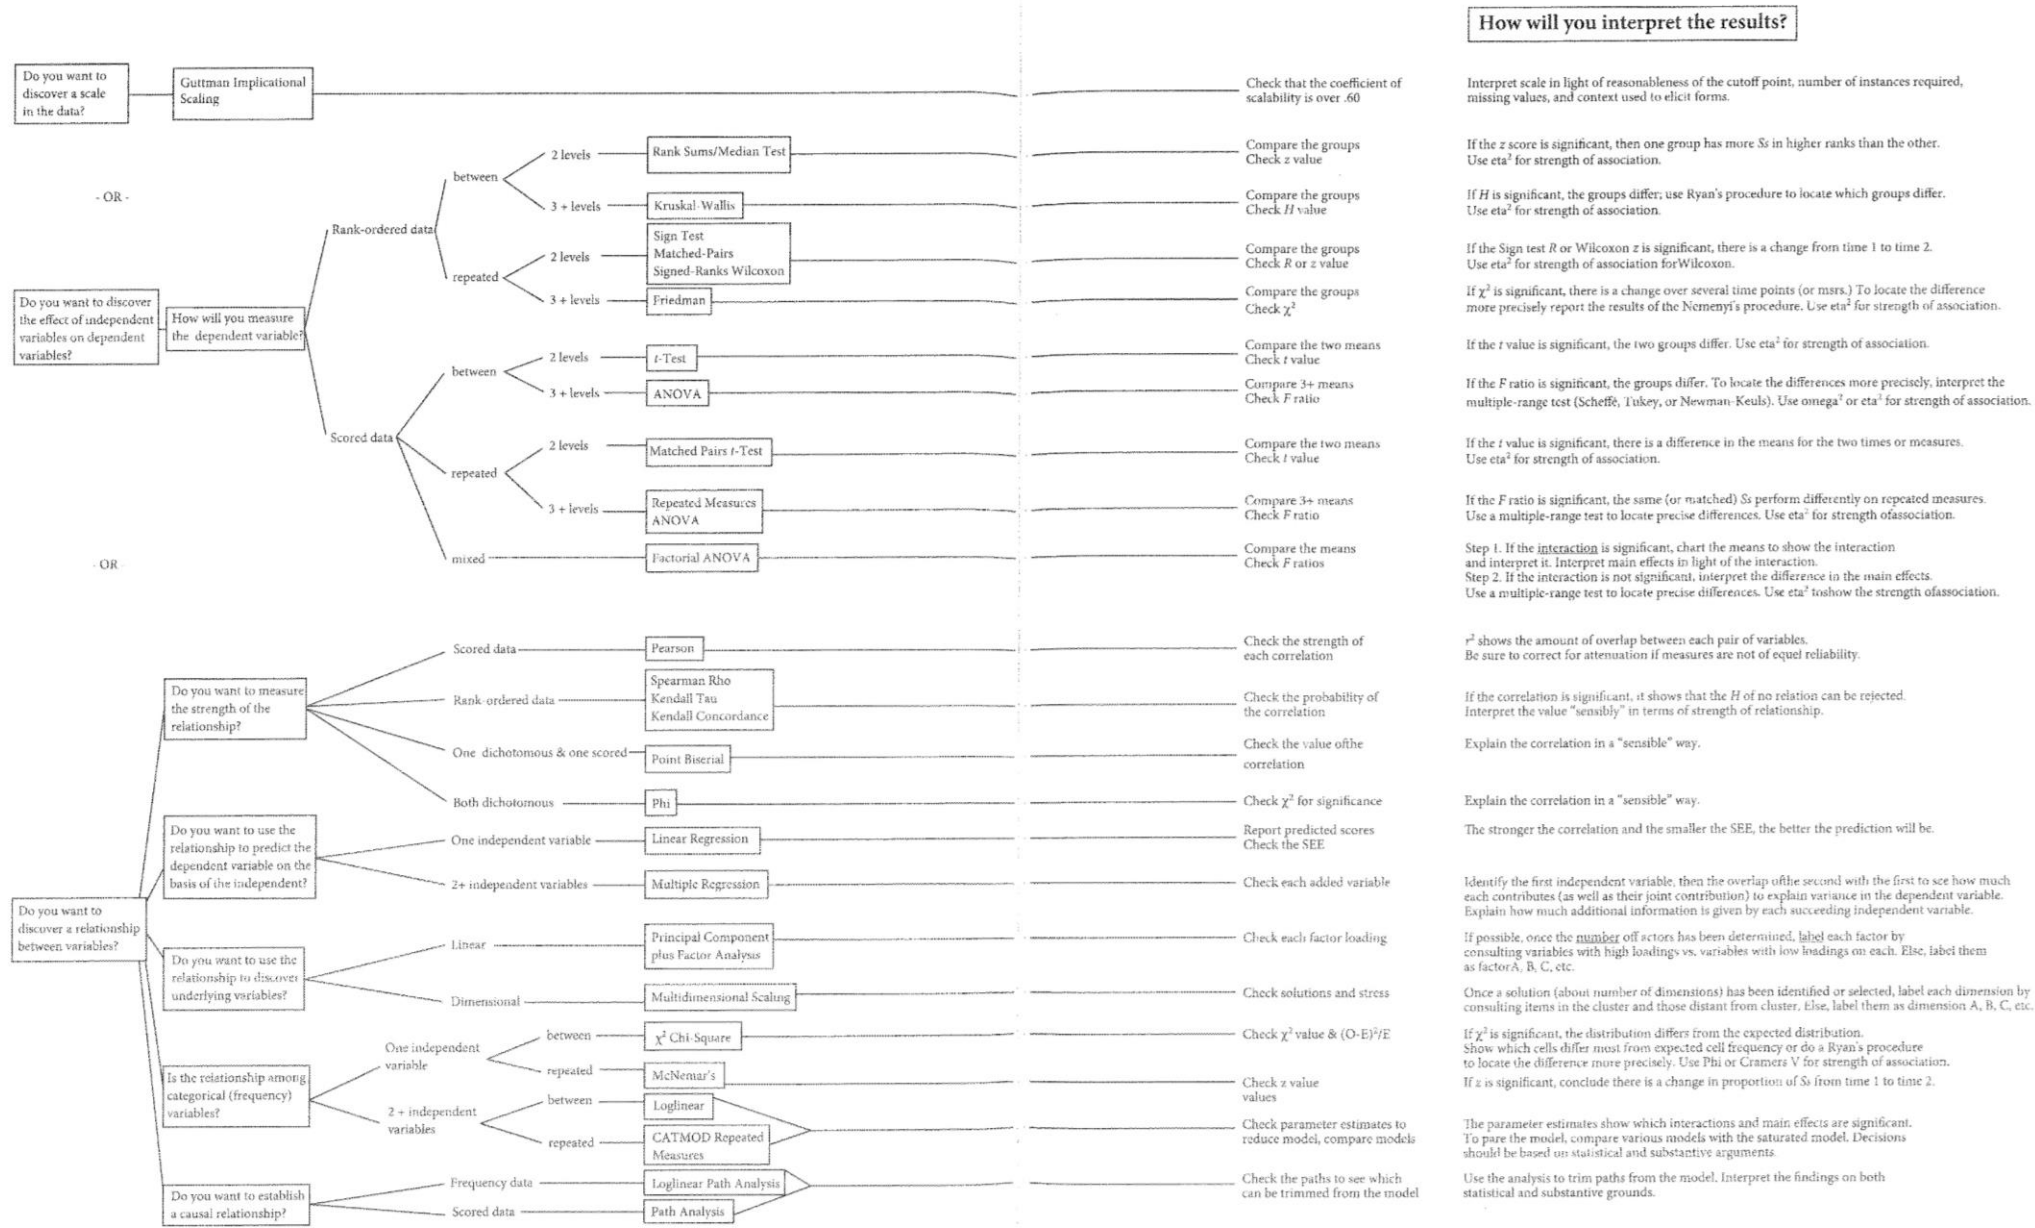 How will you interpret the results?
Do you want to
discover a scale
in the data?
Guttman Implicational
Scaling
Check that the coefficient of
scalability is over .60
Interpret scale in light of reasonableness of the cutoff point, number of instances required,
missing values, and context used to elicit forms.
- OR -
Do you want to discover
the effect of independent
variables on dependent
variables?
How will you measure
the dependent variable?
Rank-ordered data
between
2 levels
Rank Sums/Median Test
Compare the groups
Check z value
If the z score is significant, then one group has more Ss in higher ranks than the other.
Use eta² for strength of association.
3 + levels
Kruskal-Wallis
Compare the groups
Check H value
If H is significant, the groups differ; use Ryan's procedure to locate which groups differ.
Use eta² for strength of association.
repeated
2 levels
Sign Test
Matched-Pairs
Signed-Ranks Wilcoxon
Compare the groups
Check R or z value
If the Sign test R or Wilcoxon z is significant, there is a change from time 1 to time 2.
Use eta² for strength of association forWilcoxon.
3 + levels
Friedman
Compare the groups
Check χ²
If χ² is significant, there is a change over several time points (or msrs.) To locate the difference
more precisely report the results of the Nemenyi's procedure. Use eta² for strength of association.
Scored data
between
2 levels
t-Test
Compare the two means
Check t value
If the t value is significant, the two groups differ. Use eta² for strength of association.
3 + levels
ANOVA
Compare 3+ means
Check F ratio
If the F ratio is significant, the groups differ. To locate the differences more precisely, interpret the
multiple-range test (Scheffè, Tukey, or Newman-Keuls). Use omega² or eta² for strength of association.
repeated
2 levels
Matched Pairs t-Test
Compare the two means
Check t value
If the t value is significant, there is a difference in the means for the two times or measures.
Use eta² for strength of association.
3 + levels
Repeated Measures
ANOVA
Compare 3+ means
Check F ratio
If the F ratio is significant, the same (or matched) Ss perform differently on repeated measures.
Use a multiple-range test to locate precise differences. Use eta² for strength ofassociation.
mixed
Factorial ANOVA
Compare the means
Check F ratios
Step 1. If the interaction is significant, chart the means to show the interaction
and interpret it. Interpret main effects in light of the interaction.
Step 2. If the interaction is not significant, interpret the difference in the main effects.
Use a multiple-range test to locate precise differences. Use eta² toshow the strength ofassociation.
- OR
Do you want to
discover a relationship
between variables?
Do you want to measure
the strength of the
relationship?
Scored data
Pearson
Check the strength of
each correlation
r² shows the amount of overlap between each pair of variables.
Be sure to correct for attenuation if measures are not of equel reliability.
Rank-ordered data
Spearman Rho
Kendall Tau
Kendall Concordance
Check the probability of
the correlation
If the correlation is significant, it shows that the H of no relation can be rejected.
Interpret the value "sensibly" in terms of strength of relationship.
One dichotomous & one scored
Point Biserial
Check the value ofthe
correlation
Explain the correlation in a "sensible" way.
Both dichotomous
Phi
Check χ² for significance
Explain the correlation in a "sensible" way.
Do you want to use the
relationship to predict the
dependent variable on the
basis of the independent?
One independent variable
Linear Regression
Report predicted scores
Check the SEE
The stronger the correlation and the smaller the SEE, the better the prediction will be.
2+ independent variables
Multiple Regression
Check each added variable
Identify the first independent variable, then the overlap ofthe second with the first to see how much
each contributes (as well as their joint contribution) to explain variance in the dependent variable.
Explain how much additional information is given by each succeeding independent variable.
Do you want to use the
relationship to discover
underlying variables?
Linear
Principal Component
plus Factor Analysis
Check each factor loading
If possible, once the number off actors has been determined, label each factor by
consulting variables with high loadings vs. variables with low loadings on each. Else, label them
as factorA, B, C, etc.
Dimensional
Multidimensional Scaling
Check solutions and stress
Once a solution (about number of dimensions) has been identified or selected, label each dimension by
consulting items in the cluster and those distant from cluster. Else, label them as dimension A, B, C, etc.
Is the relationship among
categorical (frequency)
variables?
One independent
variable
between
χ² Chi-Square
Check χ² value & (O-E)²/E
If χ² is significant, the distribution differs from the expected distribution.
Show which cells differ most from expected cell frequency or do a Ryan's procedure
to locate the difference more precisely. Use Phi or Cramers V for strength of association.
repeated
McNemar's
Check z value
values
If z is significant, conclude there is a change in proportion of Ss from time 1 to time 2.
2 + independent
variables
between
Loglinear
repeated
CATMOD Repeated
Measures
Check parameter estimates to
reduce model, compare models
The parameter estimates show which interactions and main effects are significant.
To pare the model, compare various models with the saturated model. Decisions
should be based on statistical and substantive arguments.
Do you want to establish
a causal relationship?
Frequency data
Loglinear Path Analysis
Scored data
Path Analysis
Check the paths to see which
can be trimmed from the model
Use the analysis to trim paths from the model. Interpret the findings on both
statistical and substantive grounds.